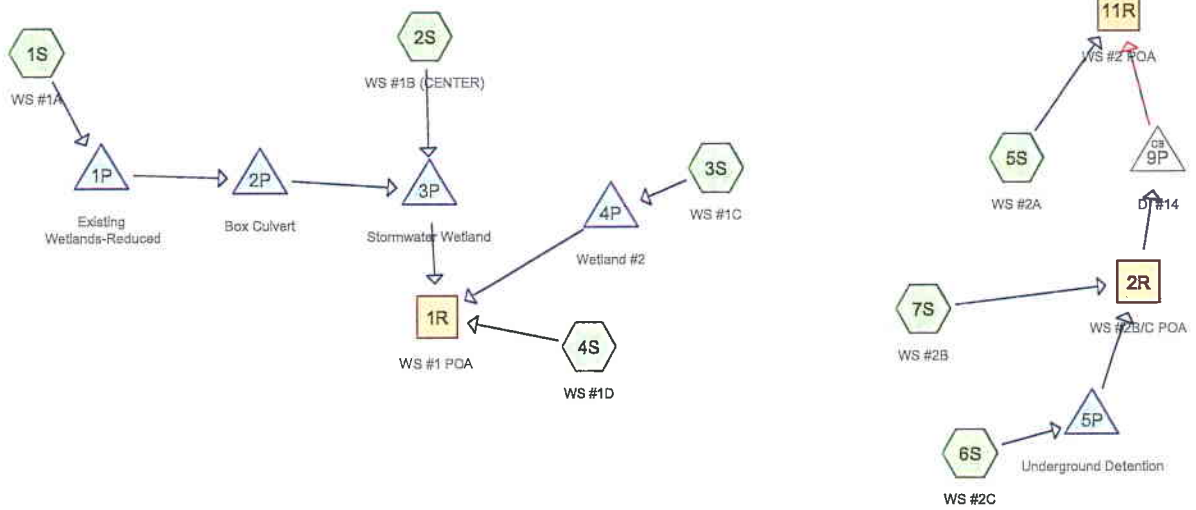 1S
WS #1A
2S
WS #1B (CENTER)
1P
Existing
Wetlands-Reduced
2P
Box Culvert
3P
Stormwater Wetland
3S
WS #1C
4P
Wetland #2
1R
WS #1 POA
4S
WS #1D
11R
WS #2 POA
5S
WS #2A
CB
9P
#14
2R
WS #2B/C POA
7S
WS #2B
5P
Underground Detention
6S
WS #2C